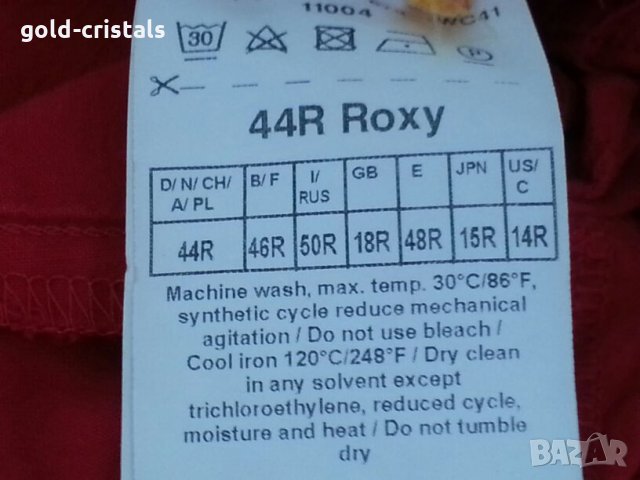 11004
WC41
gold-cristals
30
44R Roxy
D/ N/ CH/ A/ PL B/ F I/ RUS GB E JPN US/ C
44R 46R 50R 18R 48R 15R 14R
Machine wash, max. temp. 30°C/86°F,
synthetic cycle reduce mechanical
agitation / Do not use bleach /
Cool iron 120°C/248°F / Dry clean
in any solvent except
trichloroethylene, reduced cycle,
moisture and heat / Do not tumble
dry
BAZAR